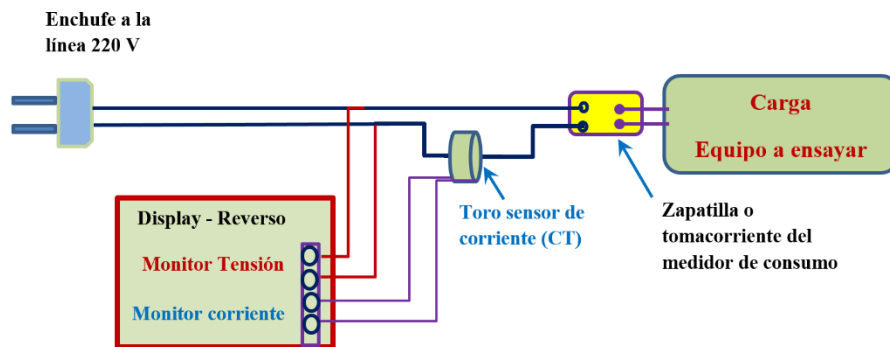 Enchufe a la
línea 220 V
Carga
Equipo a ensayar
Display - Reverso
Monitor Tensión
Monitor corriente
Toro sensor de
corriente (CT)
Zapatilla o
tomacorriente del
medidor de consumo